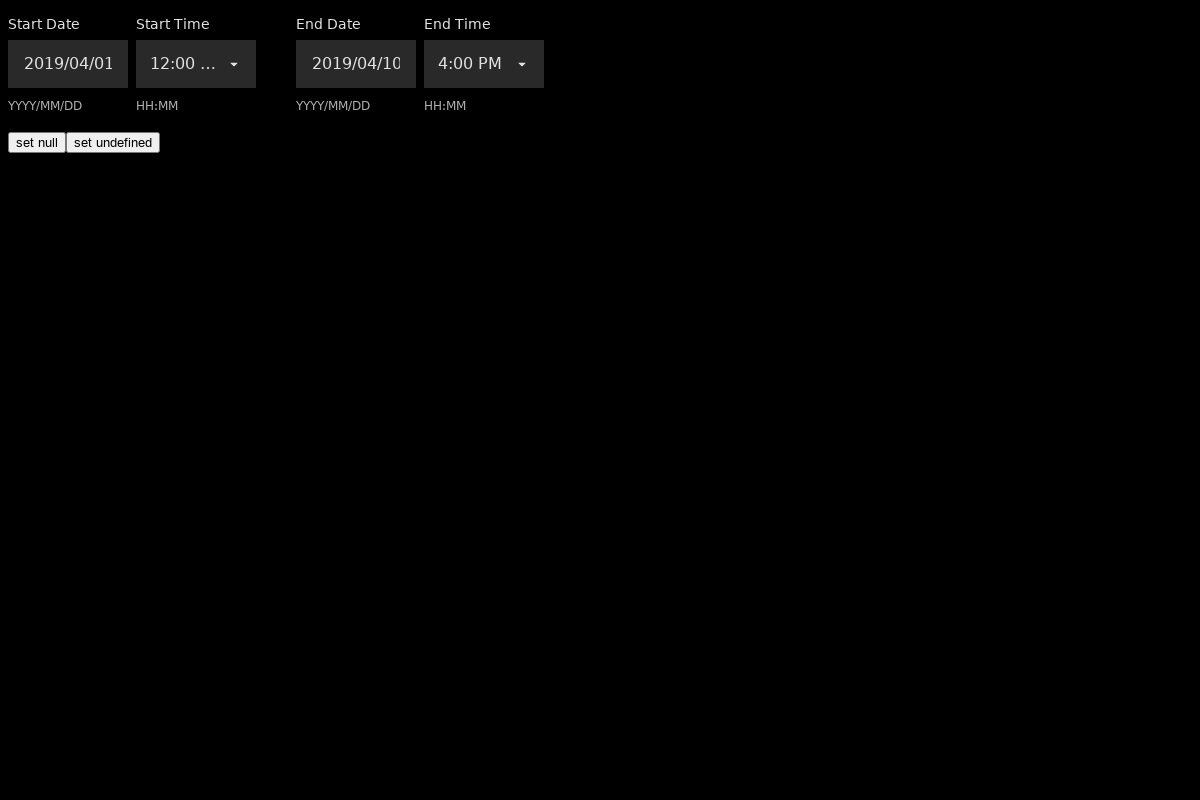 Start Date Start Time End Date End Time
2019/04/01 12:00 ... 2019/04/10 4:00 PM
YYYY/MM/DD HH:MM YYYY/MM/DD HH:MM
set null set undefined